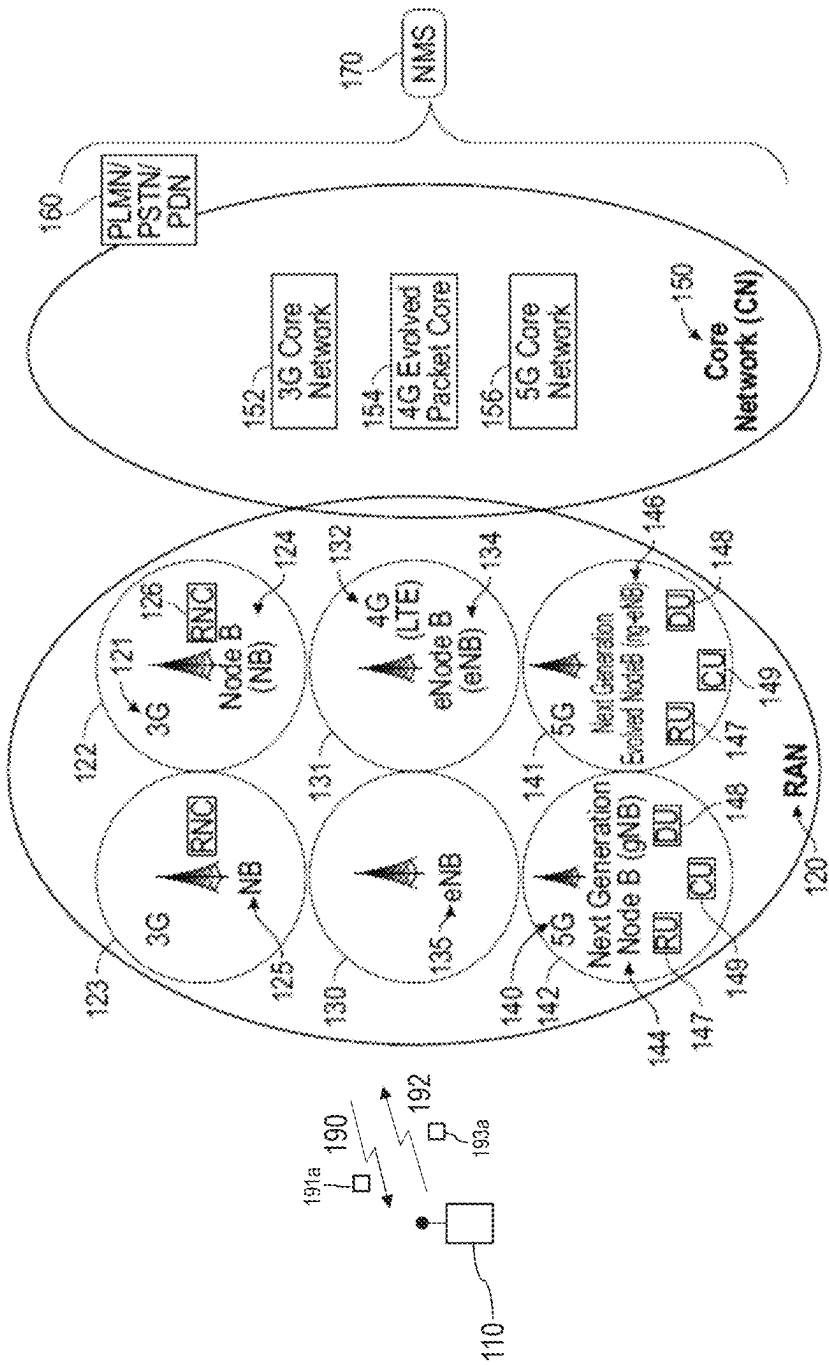 160
PLMN/
PSTN/
PDN
170
NMS
122
121
3G
126
RNC
Node B
(NB)
124
123
3G
RNC
NB
125
131
132
4G
(LTE)
eNode B
(eNB)
134
130
135
eNB
152
3G Core
Network
154
4G Evolved
Packet Core
156
5G Core
Network
150
Core
Network (CN)
141
5G
Next Generation
Evolved NodeB (ng-eNB)
146
RU
147
CU
149
DU
148
140
142
5G
Next Generation
Node B (gNB)
144
RU
147
CU
149
DU
148
120
RAN
191a
190
192
193a
110